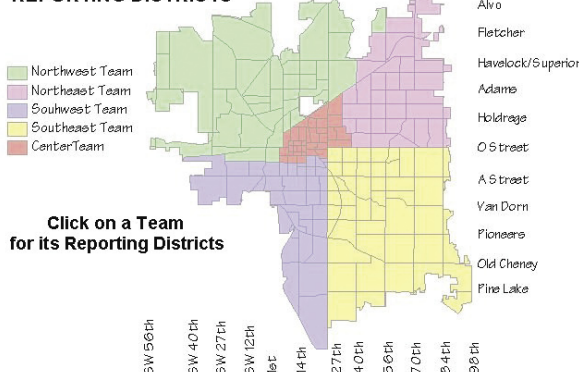 REPORTING DISTRICTS
Northwest Team
Northeast Team
Souhwest Team
Southeast Team
CenterTeam
Click on a Team
for its Reporting Districts
Alvo
Fletcher
Havelock/Superior
Adams
Holdrege
O Street
A Street
Van Dorn
Pioneers
Old Cheney
Pine Lake
SW 56th
SW 40th
SW 27th
SW 12th
14th
27th
40th
56th
70th
84th
98th